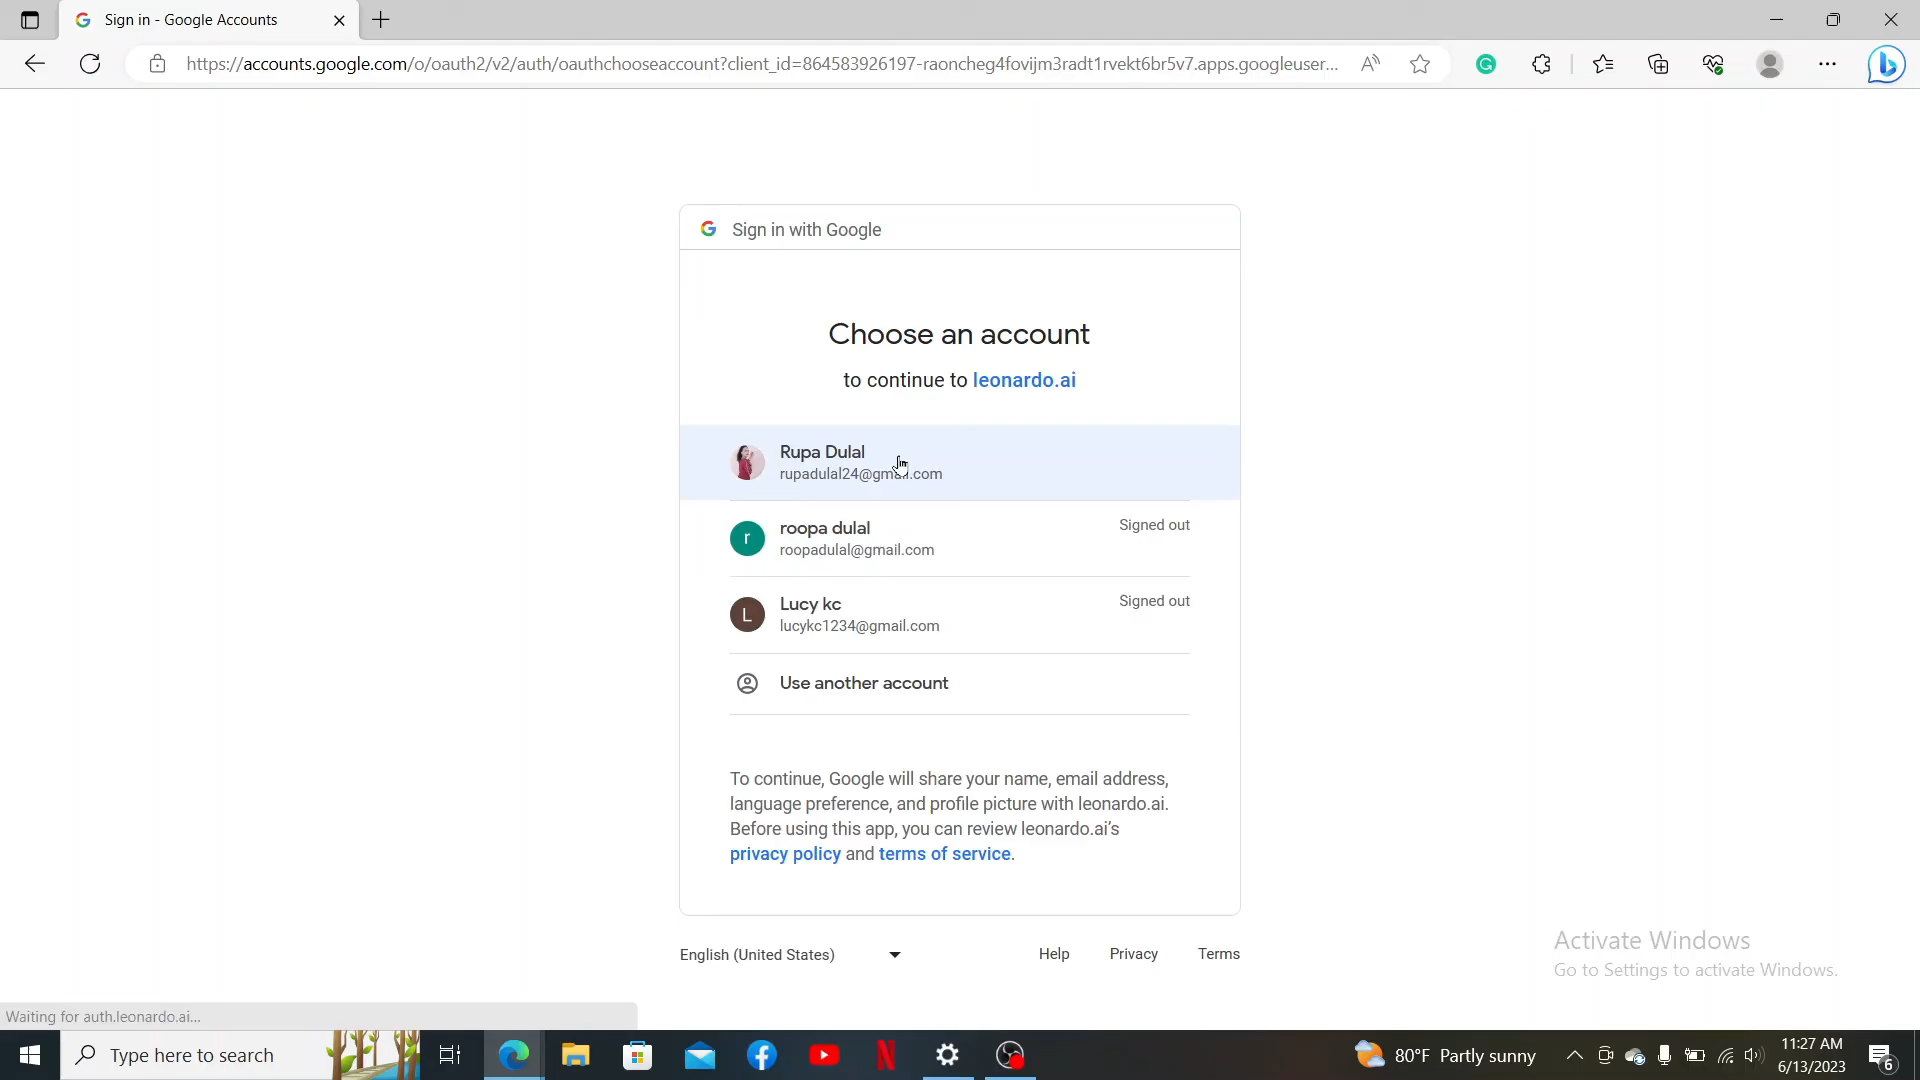 Sign in - Google Accounts
https://accounts.google.com/o/oauth2/v2/auth/oauthchooseaccount?client_id=864583926197-raoncheg4fovijm3radt1rvekt6br5v7.apps.googleuser...
Sign in with Google
Choose an account
to continue to leonardo.ai
Rupa Dulal
rupadulal24@gmail.com
roopa dulal
Signed out
roopadulal@gmail.com
Lucy kc
Signed out
lucykc1234@gmail.com
Use another account
To continue, Google will share your name, email address,
language preference, and profile picture with leonardo.ai.
Before using this app, you can review leonardo.ai's
privacy policy and terms of service.
English (United States)
Help
Privacy
Terms
Activate Windows
Go to Settings to activate Windows.
Waiting for auth.leonardo.ai...
Type here to search
80°F Partly sunny
11:27 AM
6/13/2023
6